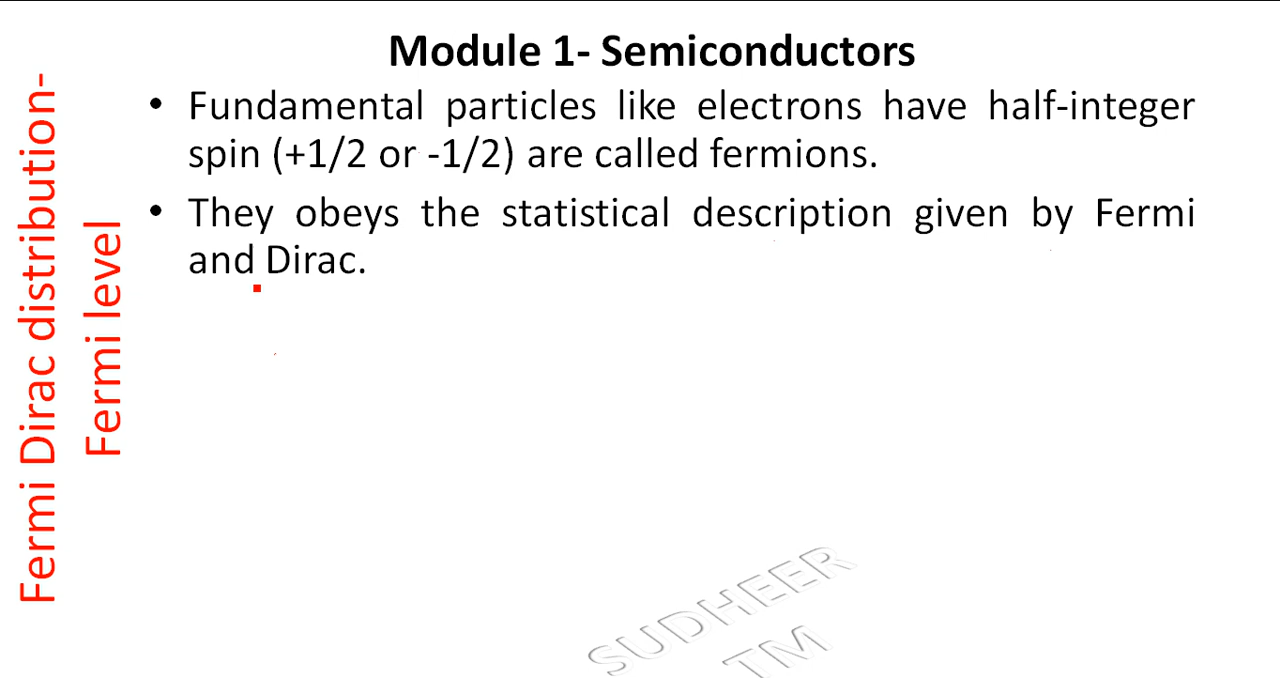 Module 1- Semiconductors
• Fundamental particles like electrons have half-integer
spin (+1/2 or -1/2) are called fermions.
• They obeys the statistical description given by Fermi
and Dirac.
Fermi Dirac distribution-
Fermi level
SUDHEER
TM